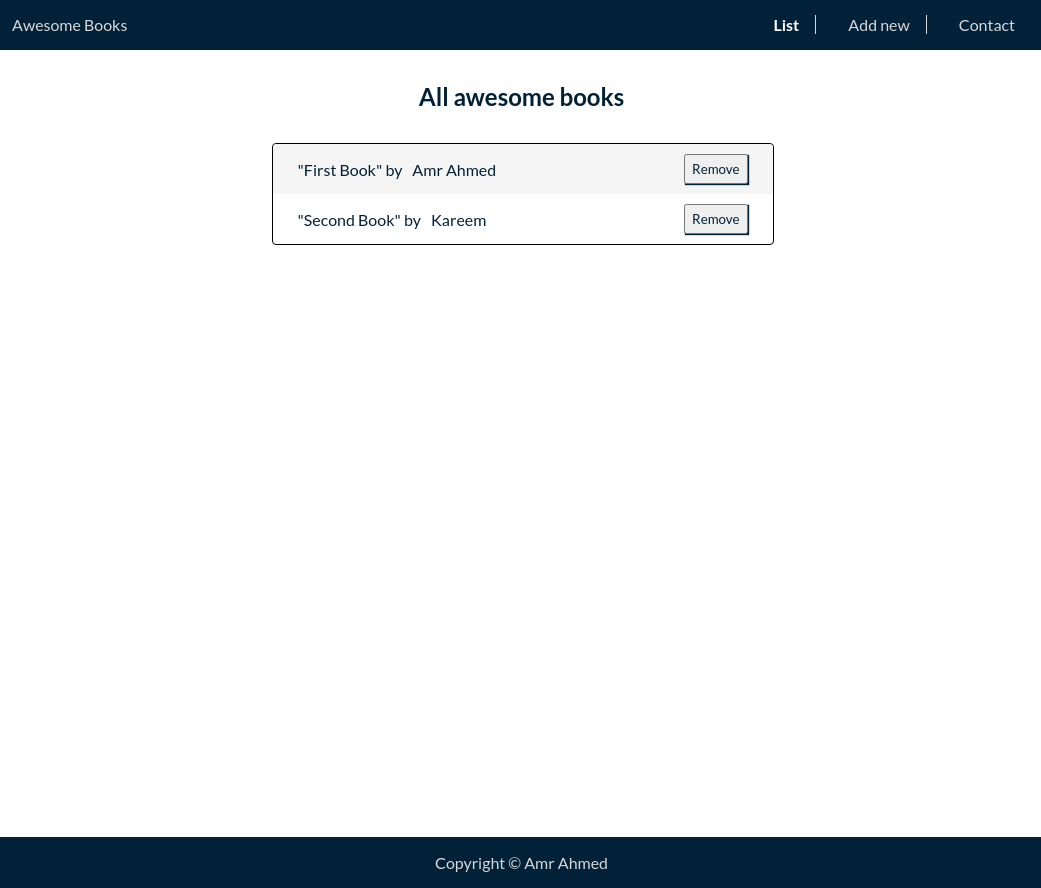 Awesome Books List Add new Contact
All awesome books
"First Book" by Amr Ahmed Remove
"Second Book" by Kareem Remove
Copyright © Amr Ahmed